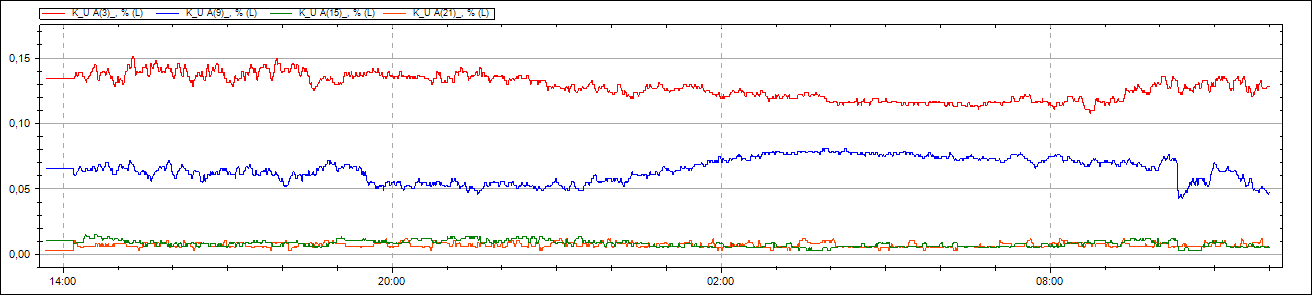 K_U A(3)_, % (L) K_U A(9)_, % (L) K_U A(15)_, % (L) K_U A(21)_, % (L)
0,15
0,10
0,05
0,00
14:00 20:00 02:00 08:00